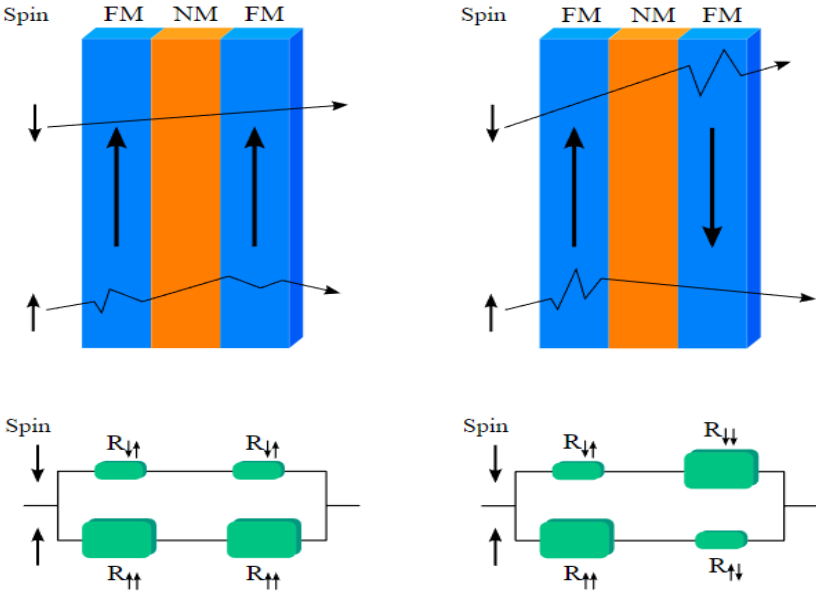 Spin FM NM FM
Spin FM NM FM
Spin
R↓↑ R↓↑
R↑↑ R↑↑
Spin
R↓↑ R↓↓
R↑↑ R↑↓